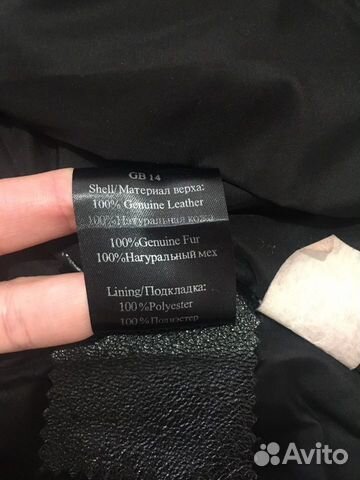 GB 14
Shell/Материал верха:
100% Genuine Leather
100%Натуральная кожа
100%Genuine Fur
100%Натуральный мех
Lining/Подкладка:
100%Polyester
100%Полиэстер
Avito